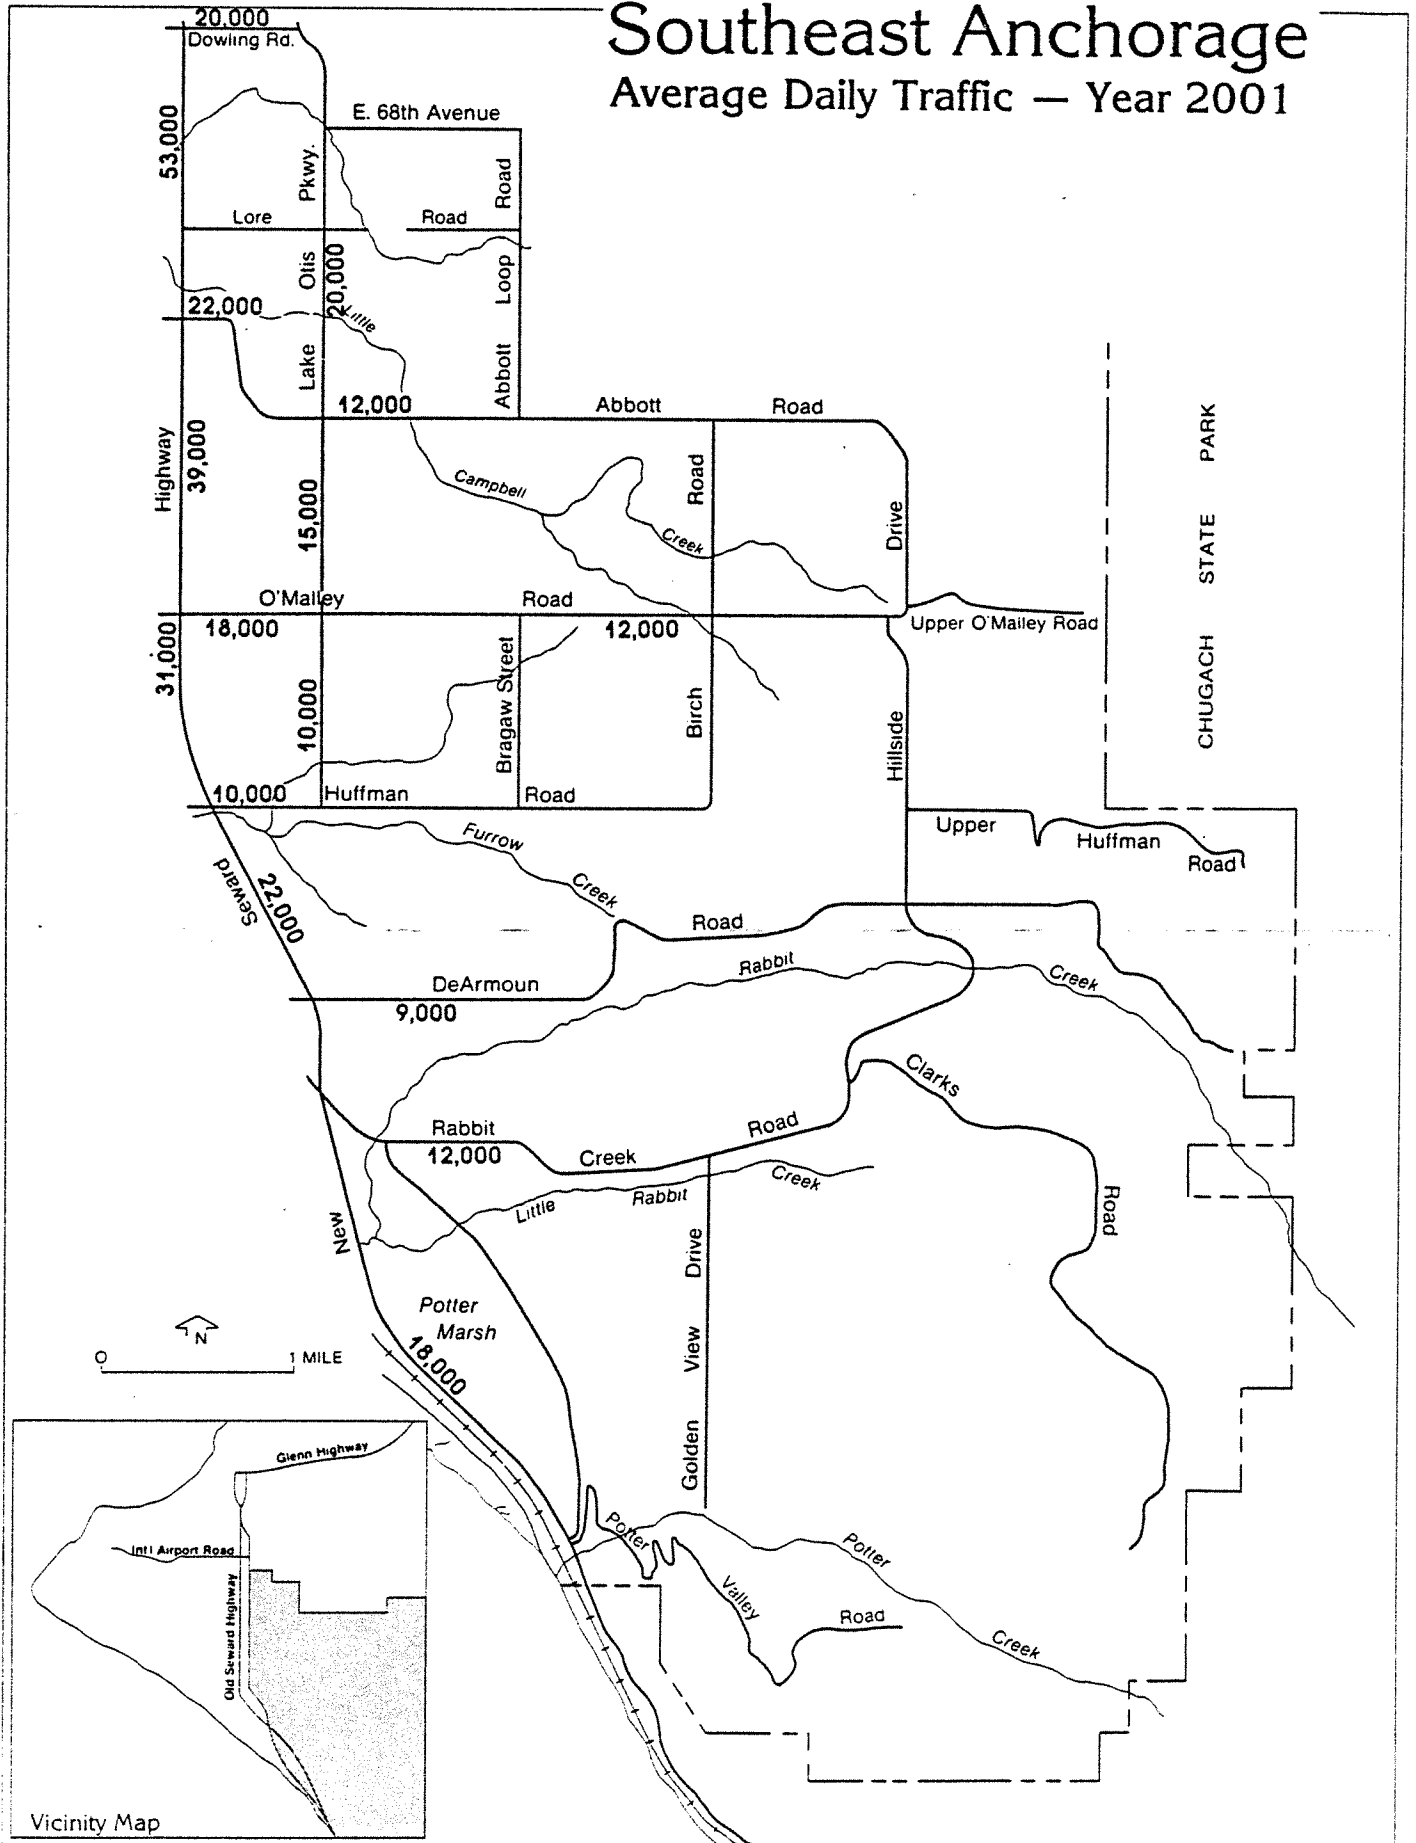 Southeast Anchorage
Average Daily Traffic — Year 2001
20,000
Dowling Rd.
53,000
E. 68th Avenue
Pkwy.
Road
Lore
Road
Otis
20,000
Loop
22,000
Little
Lake
Abbott
12,000
Abbott
Road
Highway
39,000
15,000
Campbell
Road
Creek
Drive
CHUGACH STATE PARK
O'Malley
Road
18,000
12,000
Upper O'Malley Road
31,000
10,000
Bragaw Street
Birch
Hillside
10,000
Huffman
Road
Upper
Huffman
Road
Furrow
Creek
Seward
22,000
Road
DeArmoun
9,000
Rabbit
Creek
Clarks
Road
Rabbit
12,000
Creek
Road
Little
Rabbit
Creek
New
Drive
View
Golden
Potter
Marsh
18,000
N
0
1 MILE
Potter
Valley
Road
Potter
Creek
Glenn Highway
Int'l Airport Road
Old Seward Highway
Vicinity Map